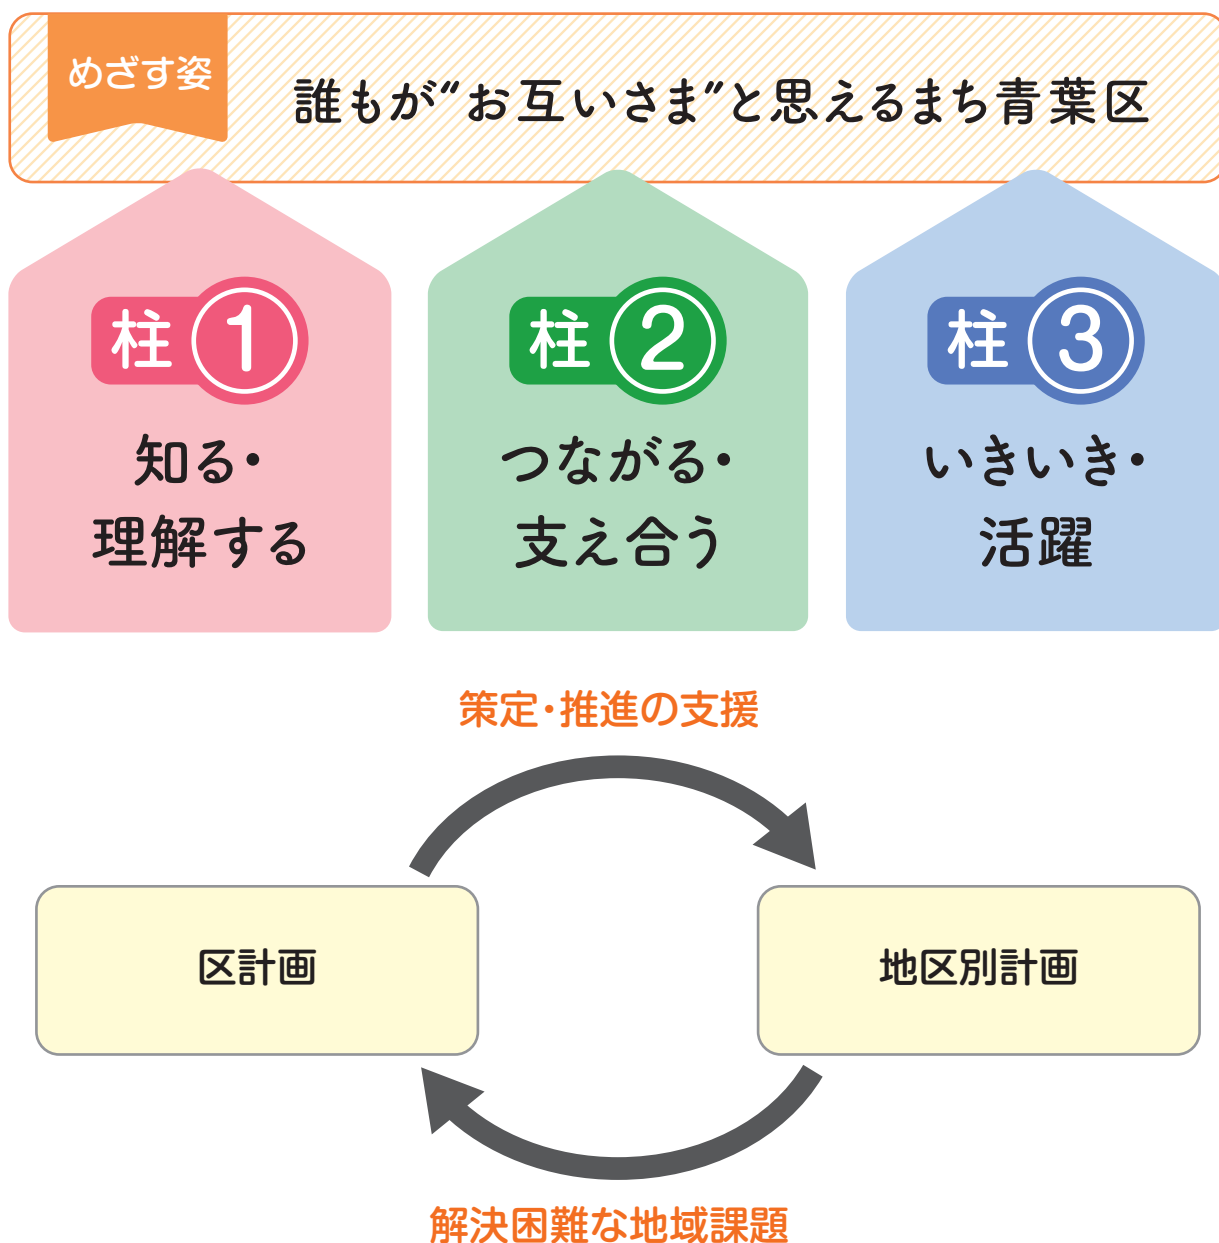 めざす姿
誰もが“お互いさま”と思えるまち青葉区
柱1
知る・
理解する
柱2
つながる・
支え合う
柱3
いきいき・
活躍
策定・推進の支援
区計画
地区別計画
解決困難な地域課題